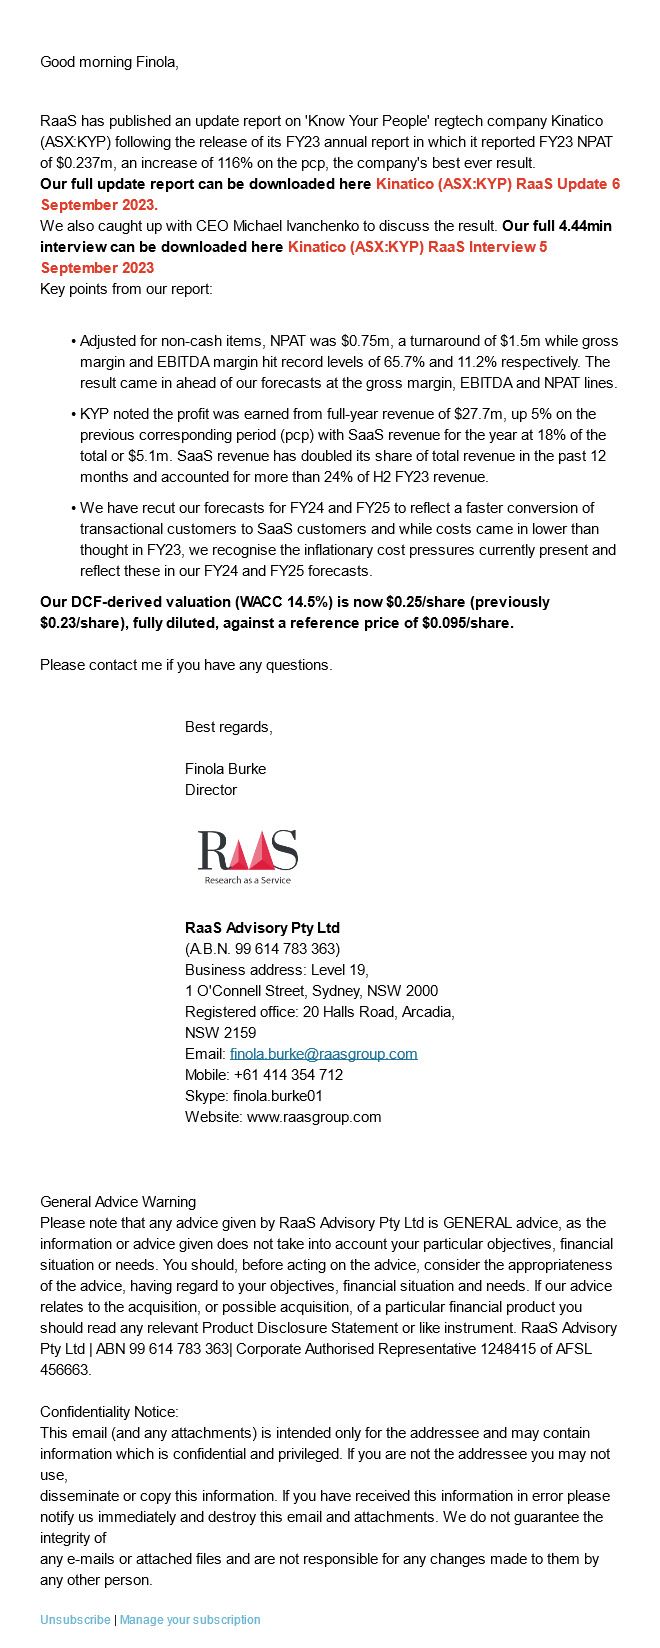 Good morning Finola,
RaaS has published an update report on 'Know Your People' regtech company Kinatico
(ASX:KYP) following the release of its FY23 annual report in which it reported FY23 NPAT
of $0.237m, an increase of 116% on the pcp, the company's best ever result.
Our full update report can be downloaded here Kinatico (ASX:KYP) RaaS Update 6
September 2023.
We also caught up with CEO Michael Ivanchenko to discuss the result. Our full 4.44min
interview can be downloaded here Kinatico (ASX:KYP) RaaS Interview 5
September 2023
Key points from our report:
• Adjusted for non-cash items, NPAT was $0.75m, a turnaround of $1.5m while gross
margin and EBITDA margin hit record levels of 65.7% and 11.2% respectively. The
result came in ahead of our forecasts at the gross margin, EBITDA and NPAT lines.
• KYP noted the profit was earned from full-year revenue of $27.7m, up 5% on the
previous corresponding period (pcp) with SaaS revenue for the year at 18% of the
total or $5.1m. SaaS revenue has doubled its share of total revenue in the past 12
months and accounted for more than 24% of H2 FY23 revenue.
• We have recut our forecasts for FY24 and FY25 to reflect a faster conversion of
transactional customers to SaaS customers and while costs came in lower than
thought in FY23, we recognise the inflationary cost pressures currently present and
reflect these in our FY24 and FY25 forecasts.
Our DCF-derived valuation (WACC 14.5%) is now $0.25/share (previously
$0.23/share), fully diluted, against a reference price of $0.095/share.
Please contact me if you have any questions.
Best regards,
Finola Burke
Director
RAAS
Research as a Service
RaaS Advisory Pty Ltd
(A.B.N. 99 614 783 363)
Business address: Level 19,
1 O'Connell Street, Sydney, NSW 2000
Registered office: 20 Halls Road, Arcadia,
NSW 2159
Email: finola.burke@raasgroup.com
Mobile: +61 414 354 712
Skype: finola.burke01
Website: www.raasgroup.com
General Advice Warning
Please note that any advice given by RaaS Advisory Pty Ltd is GENERAL advice, as the
information or advice given does not take into account your particular objectives, financial
situation or needs. You should, before acting on the advice, consider the appropriateness
of the advice, having regard to your objectives, financial situation and needs. If our advice
relates to the acquisition, or possible acquisition, of a particular financial product you
should read any relevant Product Disclosure Statement or like instrument. RaaS Advisory
Pty Ltd | ABN 99 614 783 363| Corporate Authorised Representative 1248415 of AFSL
456663.
Confidentiality Notice:
This email (and any attachments) is intended only for the addressee and may contain
information which is confidential and privileged. If you are not the addressee you may not
use,
disseminate or copy this information. If you have received this information in error please
notify us immediately and destroy this email and attachments. We do not guarantee the
integrity of
any e-mails or attached files and are not responsible for any changes made to them by
any other person.
Unsubscribe | Manage your subscription